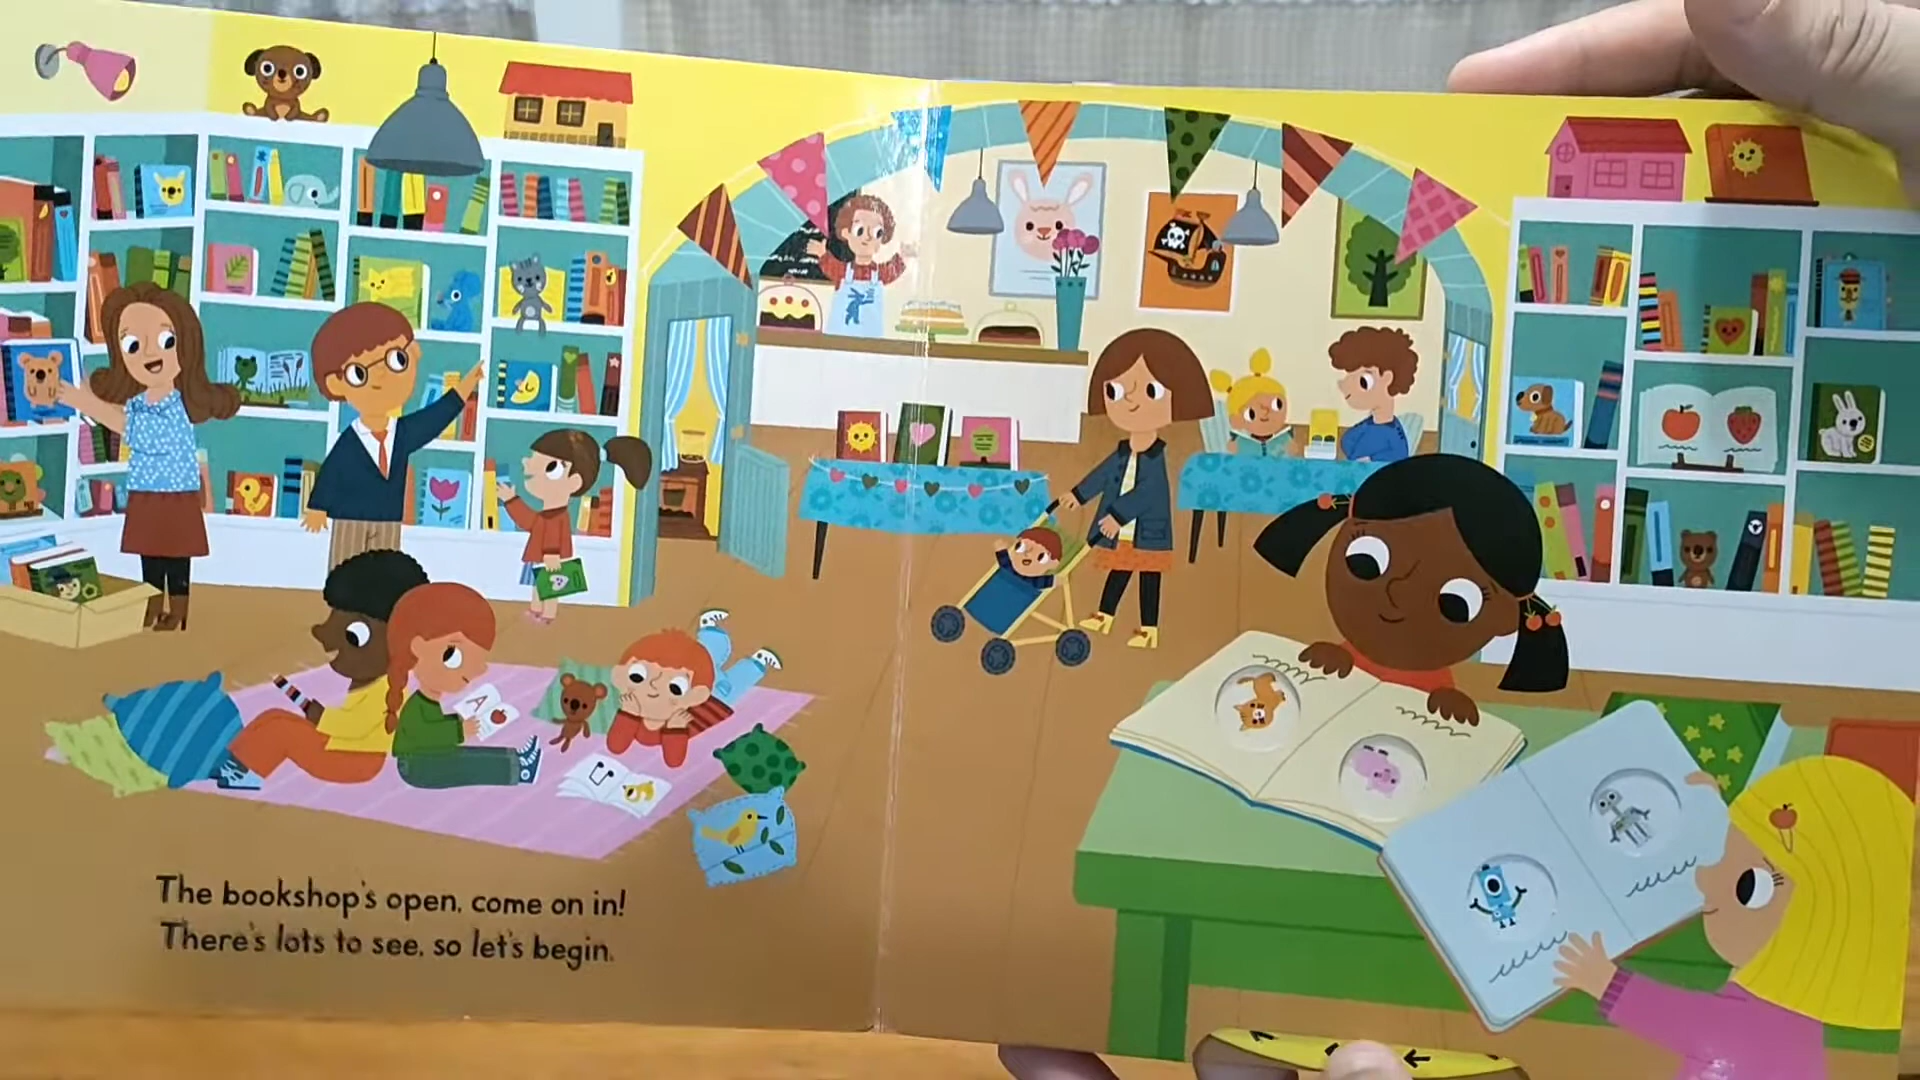 The bookshop's open, come on in!
There's lots to see, so let's begin.
A